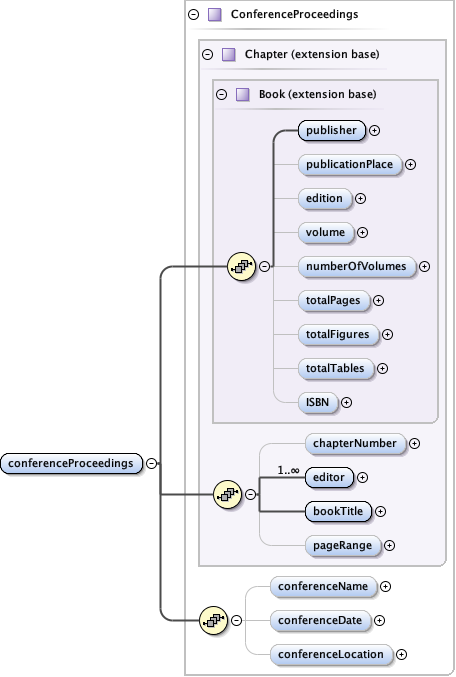 ConferenceProceedings
Chapter (extension base)
Book (extension base)
publisher
publicationPlace
edition
volume
numberOfVolumes
totalPages
totalFigures
totalTables
ISBN
conferenceProceedings
chapterNumber
1..∞
editor
bookTitle
pageRange
conferenceName
conferenceDate
conferenceLocation